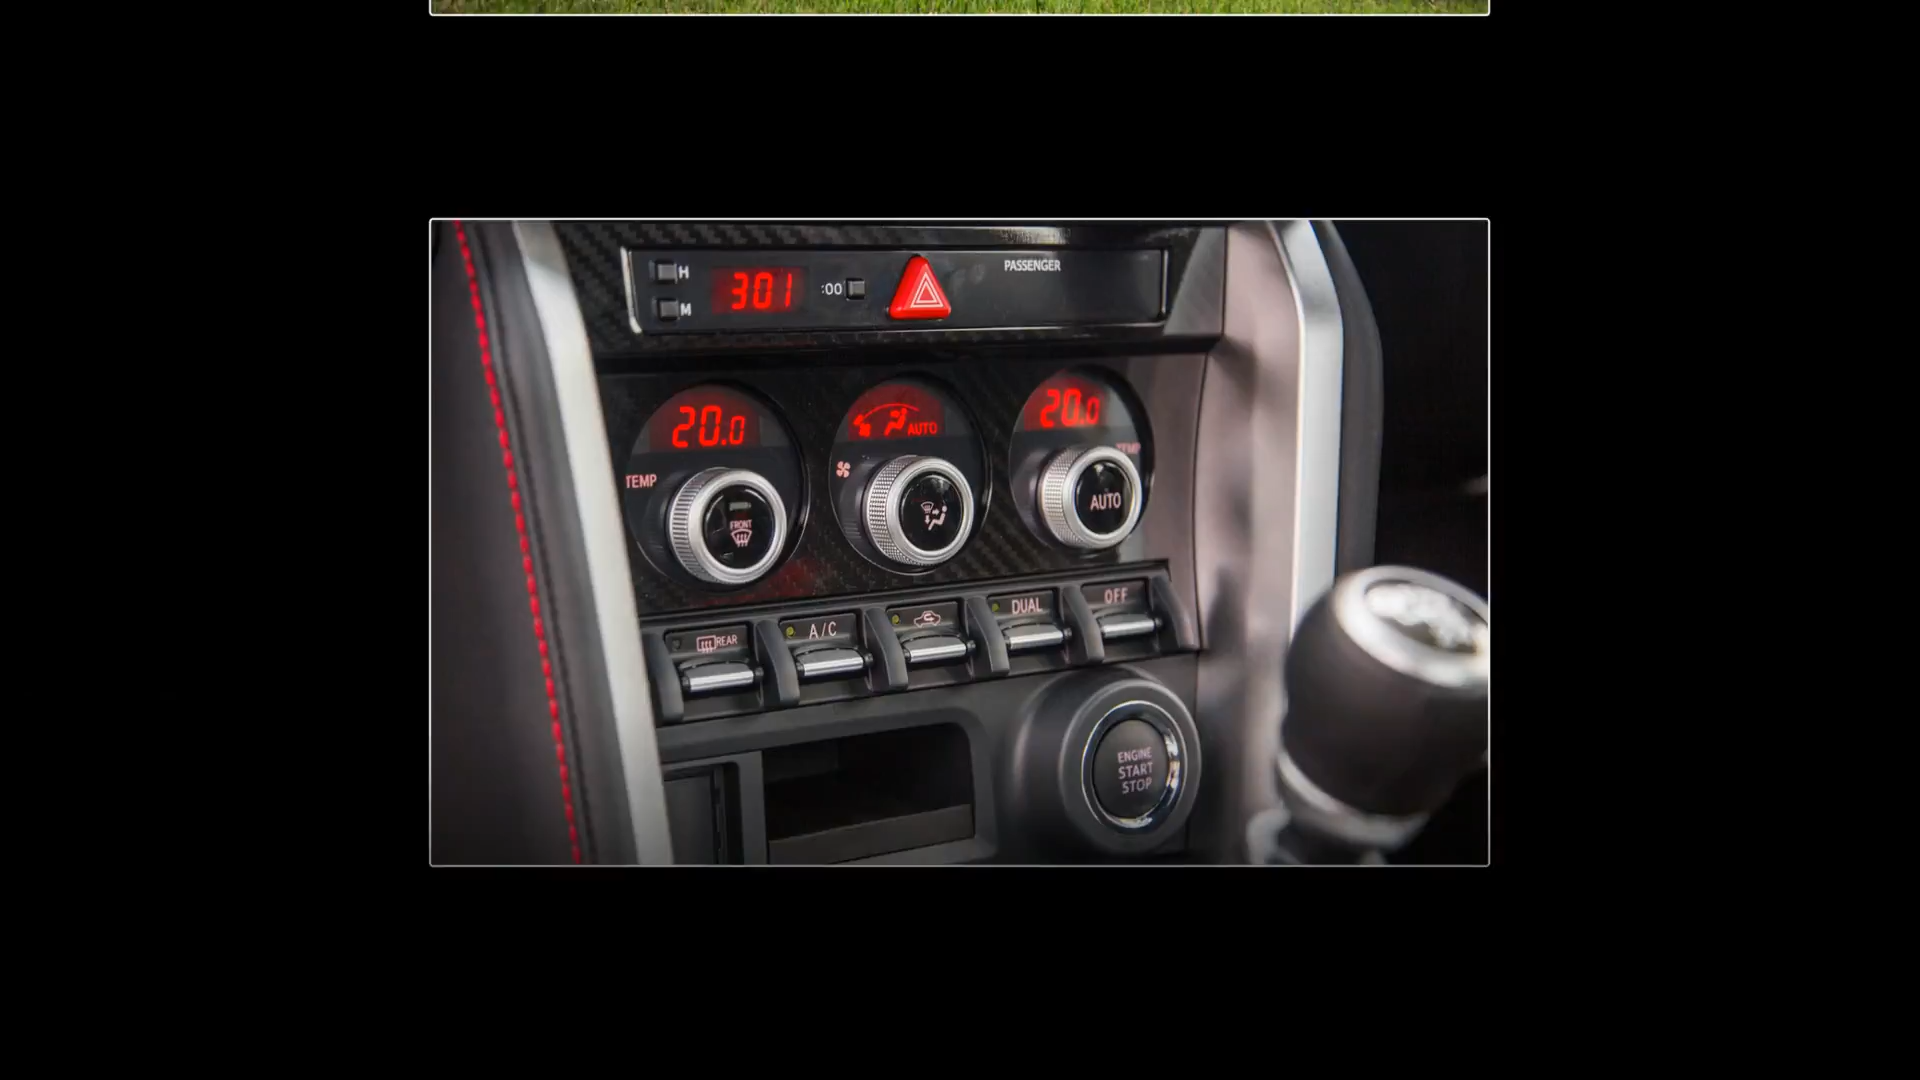 H
M
301
:00
PASSENGER
20.0
AUTO
20.0
TEMP
TEMP
FRONT
AUTO
REAR
A/C
DUAL
OFF
ENGINE
START
STOP